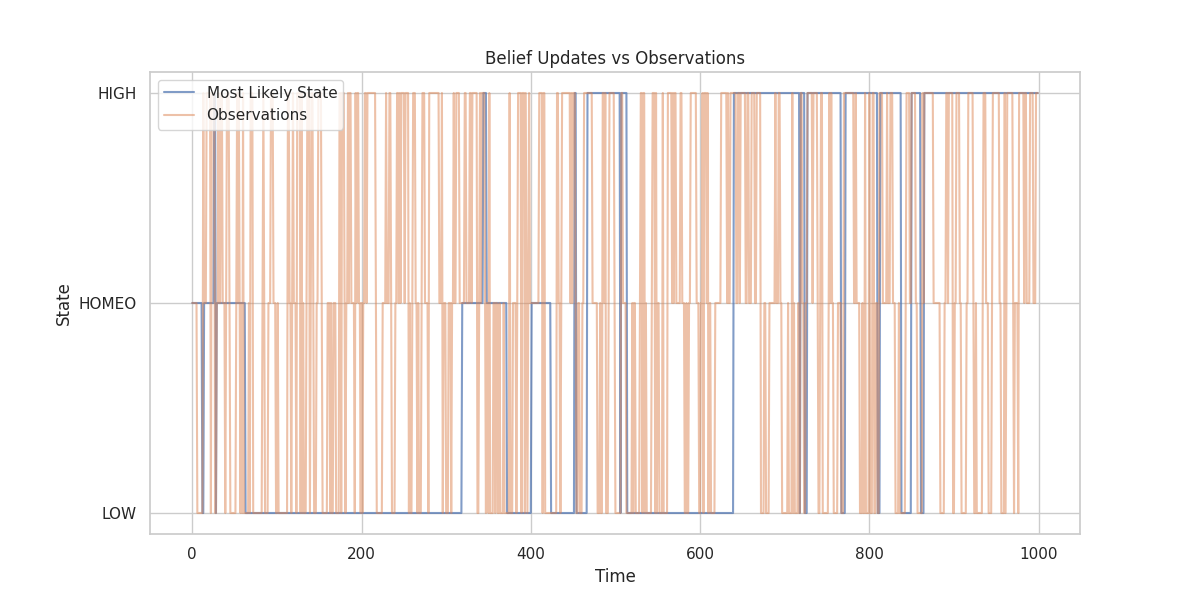 Belief Updates vs Observations
Most Likely State
Observations
HIGH
HOMEO
LOW
State
0 200 400 600 800 1000
Time